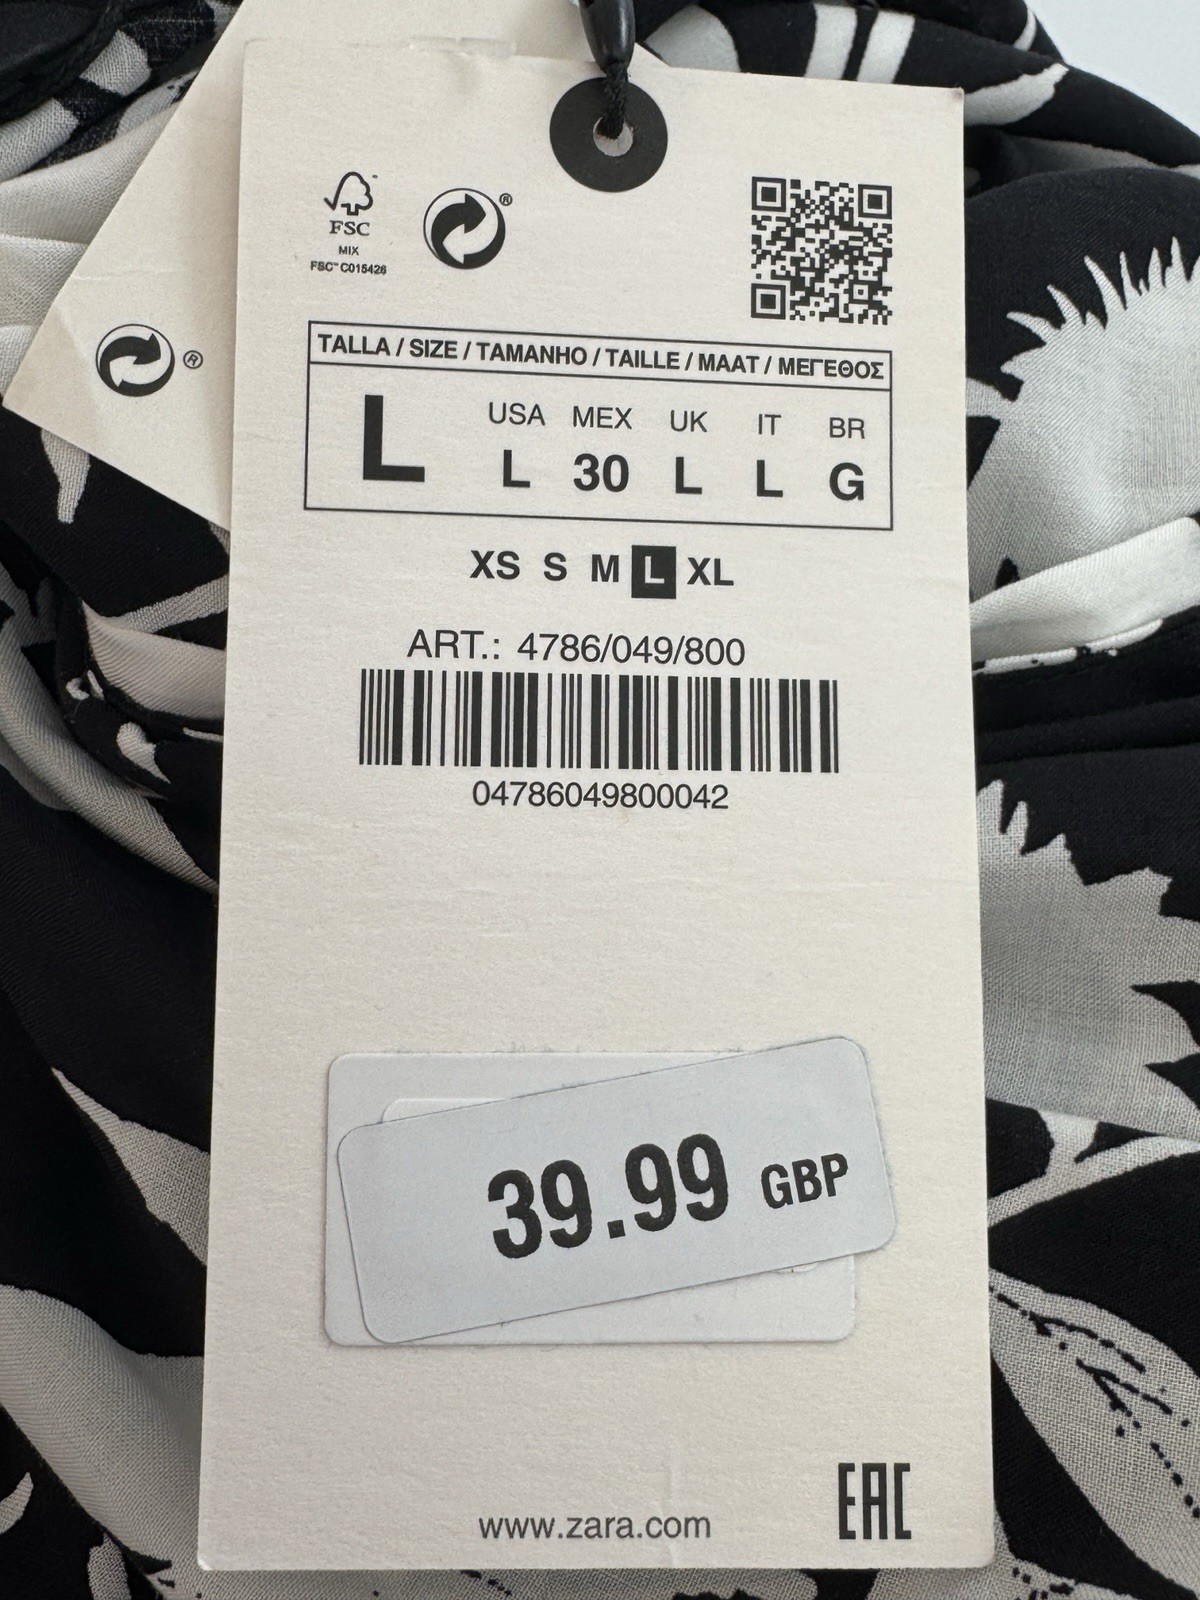 FSC
MIX
FSC™ C015426
®
®
TALLA / SIZE / TAMANHO / TAILLE / MAAT / ΜΕΓΕΘΟΣ
USA MEX UK IT BR
L L 30 L L G
XS S M L XL
ART.: 4786/049/800
04786049800042
39.99 GBP
www.zara.com
EAC